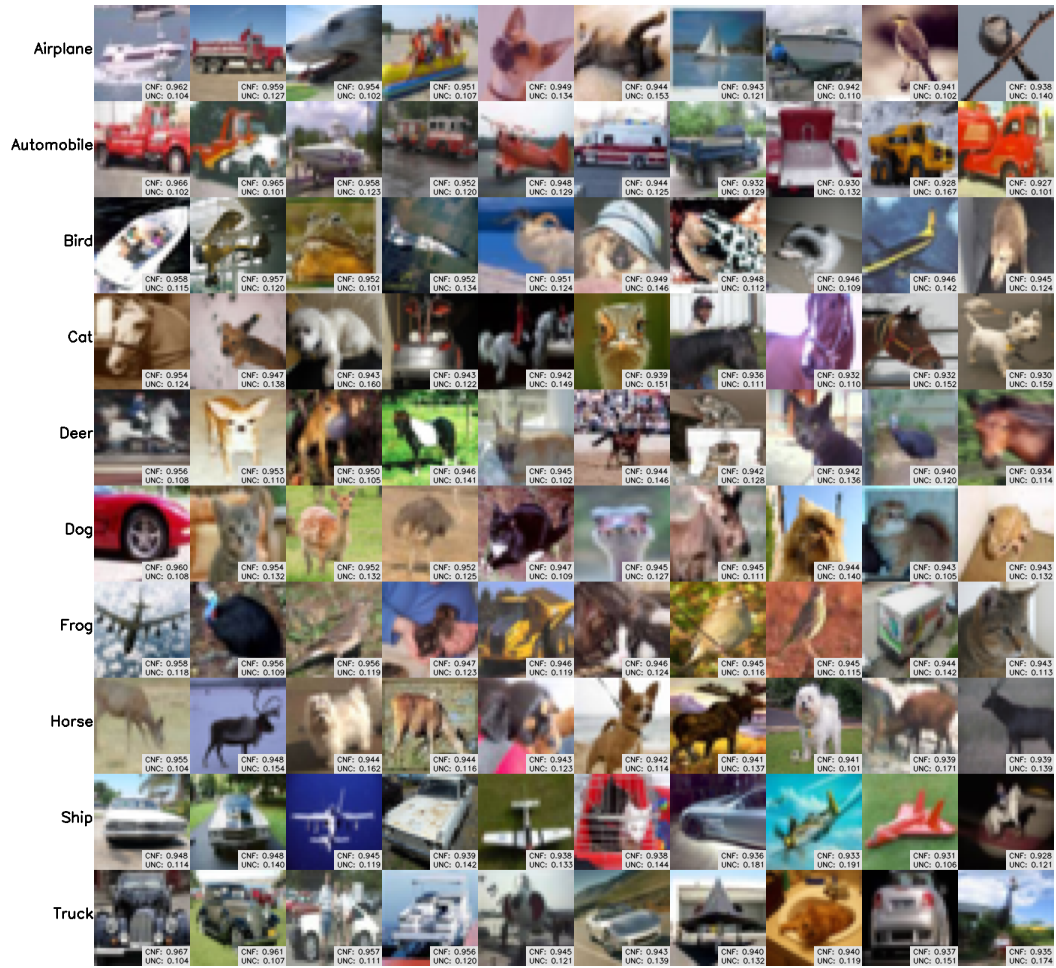 Airplane
CNF: 0.962
UNC: 0.104
CNF: 0.959
UNC: 0.127
CNF: 0.954
UNC: 0.102
CNF: 0.951
UNC: 0.107
CNF: 0.949
UNC: 0.134
CNF: 0.944
UNC: 0.153
CNF: 0.943
UNC: 0.121
CNF: 0.942
UNC: 0.110
CNF: 0.941
UNC: 0.102
CNF: 0.938
UNC: 0.140
Automobile
CNF: 0.966
UNC: 0.102
CNF: 0.965
UNC: 0.101
CNF: 0.958
UNC: 0.123
CNF: 0.952
UNC: 0.120
CNF: 0.948
UNC: 0.129
CNF: 0.944
UNC: 0.125
CNF: 0.932
UNC: 0.129
CNF: 0.930
UNC: 0.132
CNF: 0.928
UNC: 0.167
CNF: 0.927
UNC: 0.101
Bird
CNF: 0.958
UNC: 0.115
CNF: 0.957
UNC: 0.120
CNF: 0.952
UNC: 0.101
CNF: 0.952
UNC: 0.134
CNF: 0.951
UNC: 0.124
CNF: 0.949
UNC: 0.146
CNF: 0.948
UNC: 0.112
CNF: 0.946
UNC: 0.109
CNF: 0.946
UNC: 0.142
CNF: 0.945
UNC: 0.124
Cat
CNF: 0.954
UNC: 0.124
CNF: 0.947
UNC: 0.138
CNF: 0.943
UNC: 0.160
CNF: 0.943
UNC: 0.122
CNF: 0.942
UNC: 0.149
CNF: 0.939
UNC: 0.151
CNF: 0.936
UNC: 0.111
CNF: 0.932
UNC: 0.110
CNF: 0.932
UNC: 0.152
CNF: 0.930
UNC: 0.159
Deer
CNF: 0.956
UNC: 0.108
CNF: 0.953
UNC: 0.110
CNF: 0.950
UNC: 0.105
CNF: 0.946
UNC: 0.141
CNF: 0.945
UNC: 0.102
CNF: 0.944
UNC: 0.146
CNF: 0.942
UNC: 0.128
CNF: 0.942
UNC: 0.136
CNF: 0.940
UNC: 0.120
CNF: 0.934
UNC: 0.114
Dog
CNF: 0.960
UNC: 0.108
CNF: 0.954
UNC: 0.132
CNF: 0.952
UNC: 0.132
CNF: 0.952
UNC: 0.125
CNF: 0.947
UNC: 0.109
CNF: 0.945
UNC: 0.127
CNF: 0.945
UNC: 0.111
CNF: 0.944
UNC: 0.140
CNF: 0.943
UNC: 0.105
CNF: 0.943
UNC: 0.132
Frog
CNF: 0.958
UNC: 0.118
CNF: 0.956
UNC: 0.109
CNF: 0.956
UNC: 0.119
CNF: 0.947
UNC: 0.123
CNF: 0.946
UNC: 0.119
CNF: 0.946
UNC: 0.124
CNF: 0.945
UNC: 0.116
CNF: 0.945
UNC: 0.115
CNF: 0.944
UNC: 0.142
CNF: 0.943
UNC: 0.113
Horse
CNF: 0.955
UNC: 0.104
CNF: 0.948
UNC: 0.154
CNF: 0.944
UNC: 0.162
CNF: 0.944
UNC: 0.116
CNF: 0.943
UNC: 0.123
CNF: 0.942
UNC: 0.114
CNF: 0.941
UNC: 0.137
CNF: 0.941
UNC: 0.101
CNF: 0.939
UNC: 0.171
CNF: 0.939
UNC: 0.139
Ship
CNF: 0.948
UNC: 0.114
CNF: 0.948
UNC: 0.140
CNF: 0.945
UNC: 0.119
CNF: 0.939
UNC: 0.142
CNF: 0.938
UNC: 0.133
CNF: 0.938
UNC: 0.144
CNF: 0.936
UNC: 0.181
CNF: 0.933
UNC: 0.191
CNF: 0.931
UNC: 0.106
CNF: 0.928
UNC: 0.121
Truck
CNF: 0.967
UNC: 0.104
CNF: 0.961
UNC: 0.107
CNF: 0.957
UNC: 0.111
CNF: 0.956
UNC: 0.120
CNF: 0.945
UNC: 0.121
CNF: 0.943
UNC: 0.139
CNF: 0.940
UNC: 0.132
CNF: 0.940
UNC: 0.119
CNF: 0.937
UNC: 0.151
CNF: 0.935
UNC: 0.174